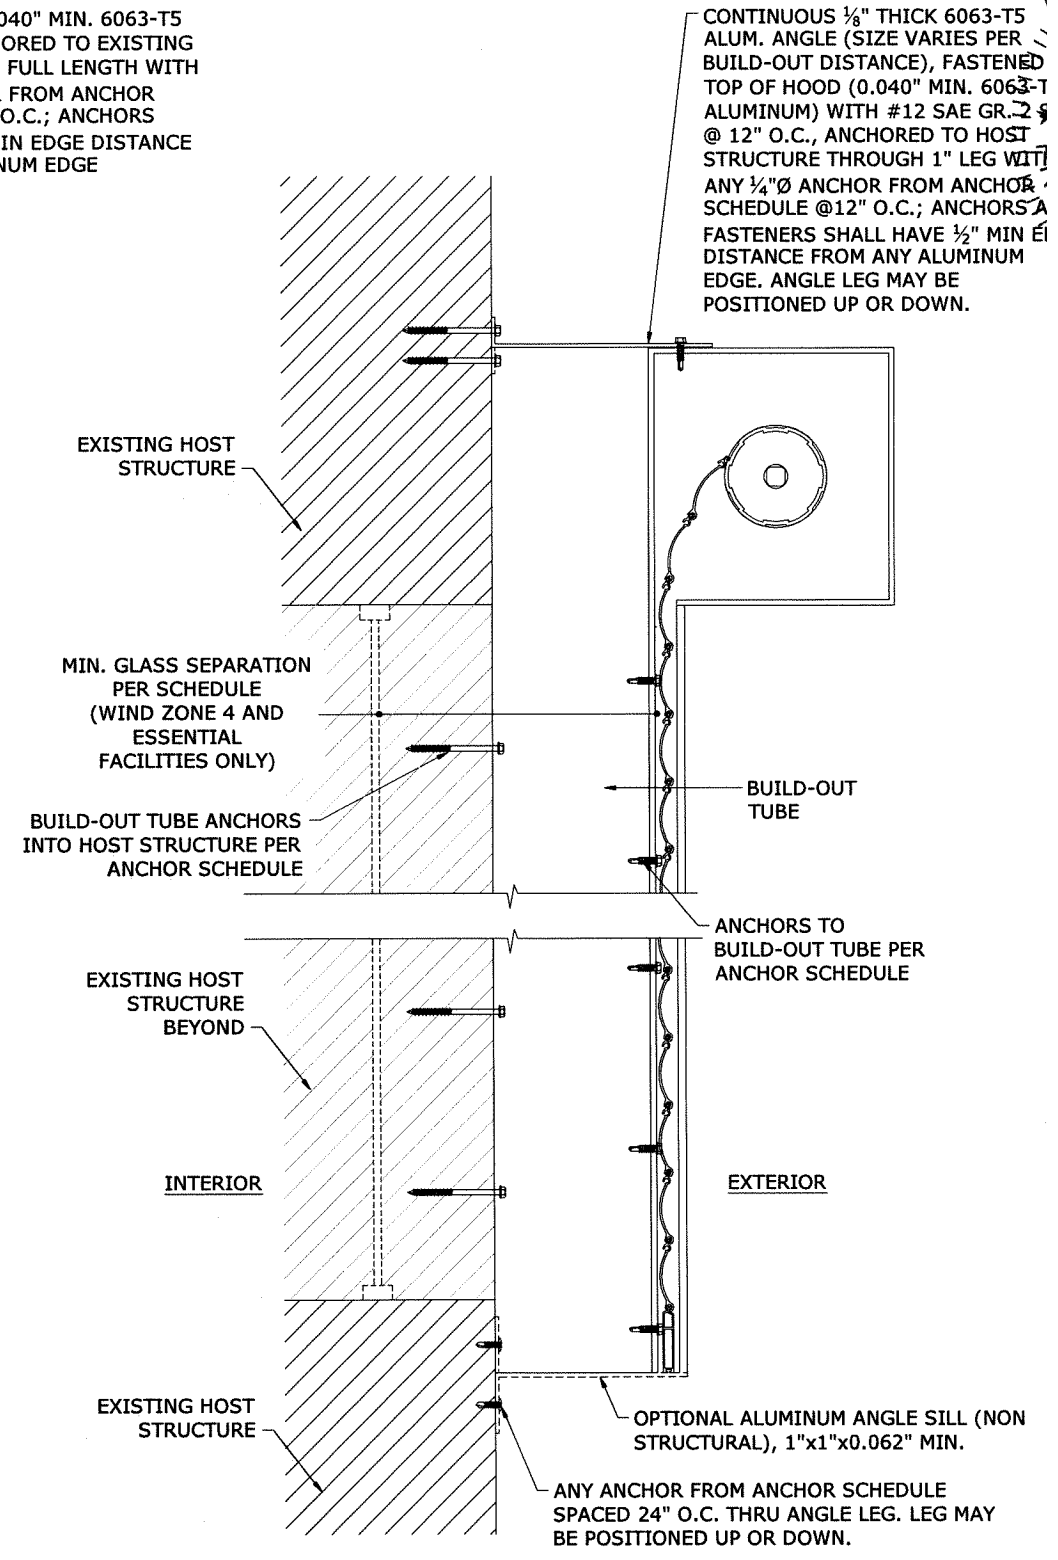 040" MIN. 6063-T5
ORED TO EXISTING
FULL LENGTH WITH
FROM ANCHOR
O.C.; ANCHORS
IN EDGE DISTANCE
NUM EDGE
CONTINUOUS ⅛" THICK 6063-T5
ALUM. ANGLE (SIZE VARIES PER
BUILD-OUT DISTANCE), FASTENED
TOP OF HOOD (0.040" MIN. 6063-T
ALUMINUM) WITH #12 SAE GR. 2
@ 12" O.C., ANCHORED TO HOST
STRUCTURE THROUGH 1" LEG WITH
ANY ¼"Ø ANCHOR FROM ANCHOR
SCHEDULE @12" O.C.; ANCHORS A
FASTENERS SHALL HAVE ½" MIN
DISTANCE FROM ANY ALUMINUM
EDGE. ANGLE LEG MAY BE
POSITIONED UP OR DOWN.
EXISTING HOST
STRUCTURE
MIN. GLASS SEPARATION
PER SCHEDULE
(WIND ZONE 4 AND
ESSENTIAL
FACILITIES ONLY)
BUILD-OUT
TUBE
BUILD-OUT TUBE ANCHORS
INTO HOST STRUCTURE PER
ANCHOR SCHEDULE
ANCHORS TO
BUILD-OUT TUBE PER
ANCHOR SCHEDULE
EXISTING HOST
STRUCTURE
BEYOND
INTERIOR
EXTERIOR
EXISTING HOST
STRUCTURE
OPTIONAL ALUMINUM ANGLE SILL (NON
STRUCTURAL), 1"x1"x0.062" MIN.
ANY ANCHOR FROM ANCHOR SCHEDULE
SPACED 24" O.C. THRU ANGLE LEG. LEG MAY
BE POSITIONED UP OR DOWN.